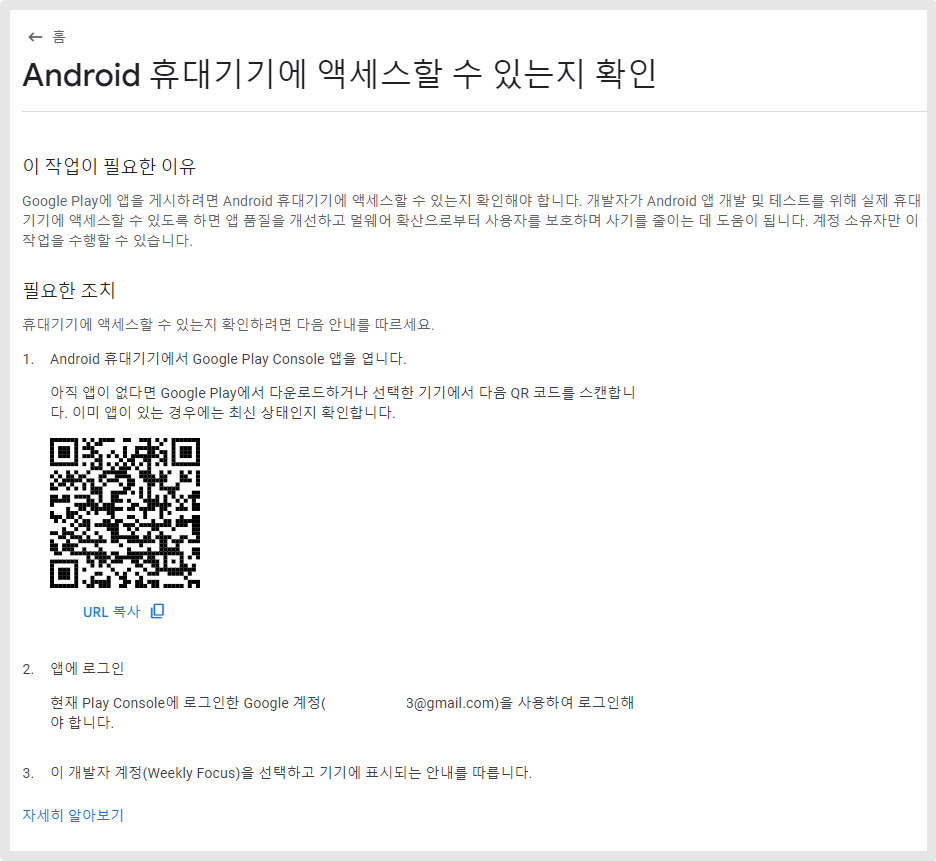 ← 홈
Android 휴대기기에 액세스할 수 있는지 확인
이 작업이 필요한 이유
Google Play에 앱을 게시하려면 Android 휴대기기에 액세스할 수 있는지 확인해야 합니다. 개발자가 Android 앱 개발 및 테스트를 위해 실제 휴대
기기에 액세스할 수 있도록 하면 앱 품질을 개선하고 멀웨어 확산으로부터 사용자를 보호하며 사기를 줄이는 데 도움이 됩니다. 계정 소유자만 이
작업을 수행할 수 있습니다.
필요한 조치
휴대기기에 액세스할 수 있는지 확인하려면 다음 안내를 따르세요.
1. Android 휴대기기에서 Google Play Console 앱을 엽니다.
아직 앱이 없다면 Google Play에서 다운로드하거나 선택한 기기에서 다음 QR 코드를 스캔합니
다. 이미 앱이 있는 경우에는 최신 상태인지 확인합니다.
URL 복사
2. 앱에 로그인
현재 Play Console에 로그인한 Google 계정( 3@gmail.com)을 사용하여 로그인해
야 합니다.
3. 이 개발자 계정(Weekly Focus)을 선택하고 기기에 표시되는 안내를 따릅니다.
자세히 알아보기